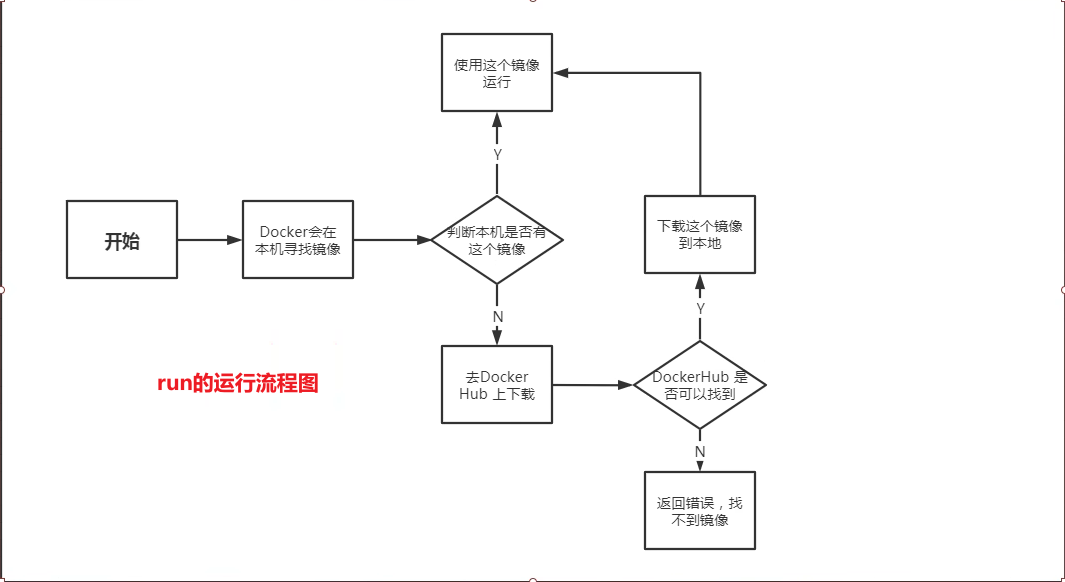 使用这个镜像
运行
Y
开始
Docker会在
本机寻找镜像
判断本机是否有
这个镜像
下载这个镜像
到本地
N
Y
run的运行流程图
去Docker
Hub 上下载
DockerHub 是
否可以找到
N
返回错误，找
不到镜像